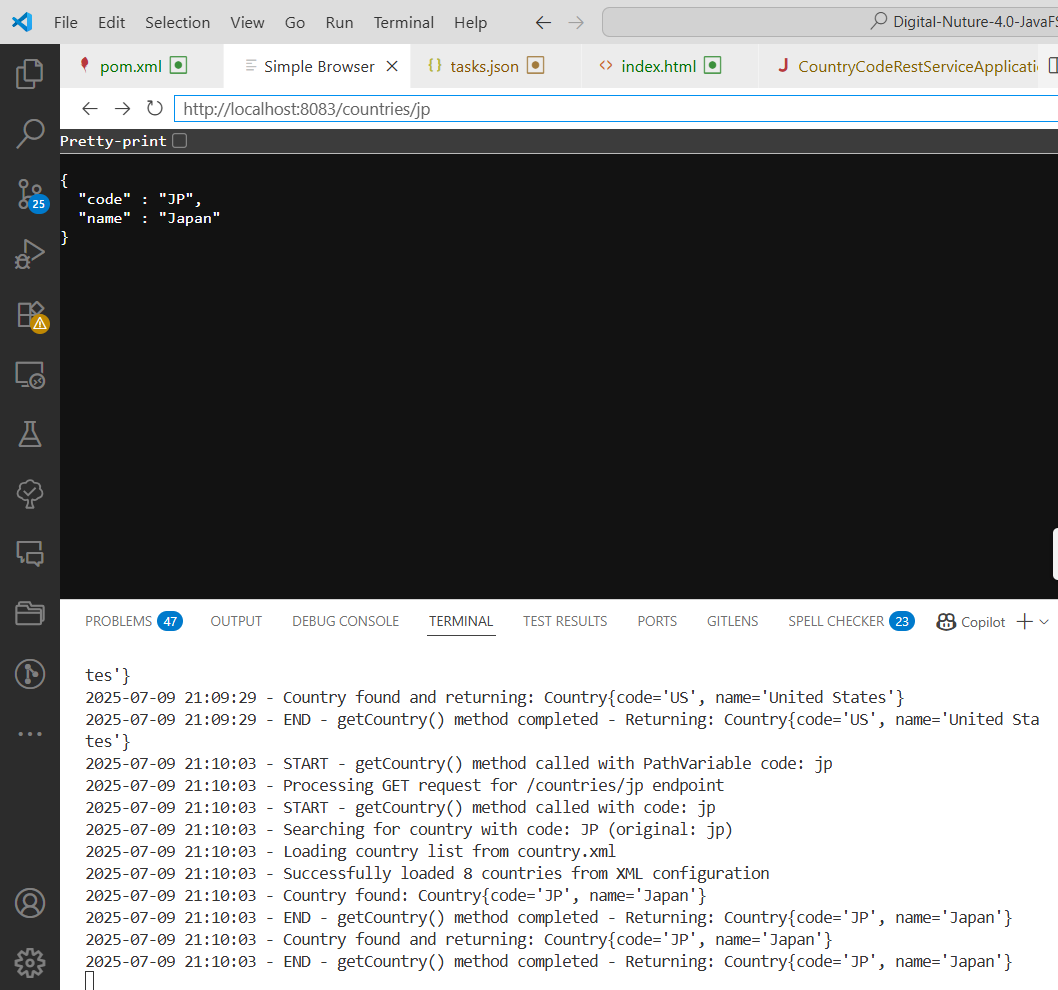 File Edit Selection View Go Run Terminal Help Digital-Nuture-4.0-JavaFS
pom.xml Simple Browser tasks.json index.html CountryCodeRestServiceApplicati
http://localhost:8083/countries/jp
Pretty-print
{
"code" : "JP",
"name" : "Japan"
}
25
PROBLEMS 47 OUTPUT DEBUG CONSOLE TERMINAL TEST RESULTS PORTS GITLENS SPELL CHECKER 23 Copilot
tes'}
2025-07-09 21:09:29 - Country found and returning: Country{code='US', name='United States'}
2025-07-09 21:09:29 - END - getCountry() method completed - Returning: Country{code='US', name='United Sta
tes'}
2025-07-09 21:10:03 - START - getCountry() method called with PathVariable code: jp
2025-07-09 21:10:03 - Processing GET request for /countries/jp endpoint
2025-07-09 21:10:03 - START - getCountry() method called with code: jp
2025-07-09 21:10:03 - Searching for country with code: JP (original: jp)
2025-07-09 21:10:03 - Loading country list from country.xml
2025-07-09 21:10:03 - Successfully loaded 8 countries from XML configuration
2025-07-09 21:10:03 - Country found: Country{code='JP', name='Japan'}
2025-07-09 21:10:03 - END - getCountry() method completed - Returning: Country{code='JP', name='Japan'}
2025-07-09 21:10:03 - Country found and returning: Country{code='JP', name='Japan'}
2025-07-09 21:10:03 - END - getCountry() method completed - Returning: Country{code='JP', name='Japan'}